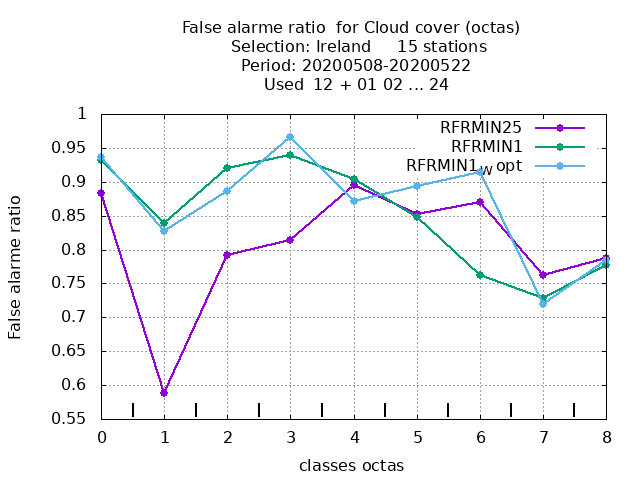 False alarme ratio  for Cloud cover (octas)
Selection: Ireland     15 stations
Period: 20200508-20200522
Used  12 + 01 02 ... 24
RFRMIN25
RFRMIN1
RFRMIN1_wopt
1
0.95
0.9
0.85
0.8
0.75
0.7
0.65
0.6
0.55
False alarme ratio
0 1 2 3 4 5 6 7 8
classes octas